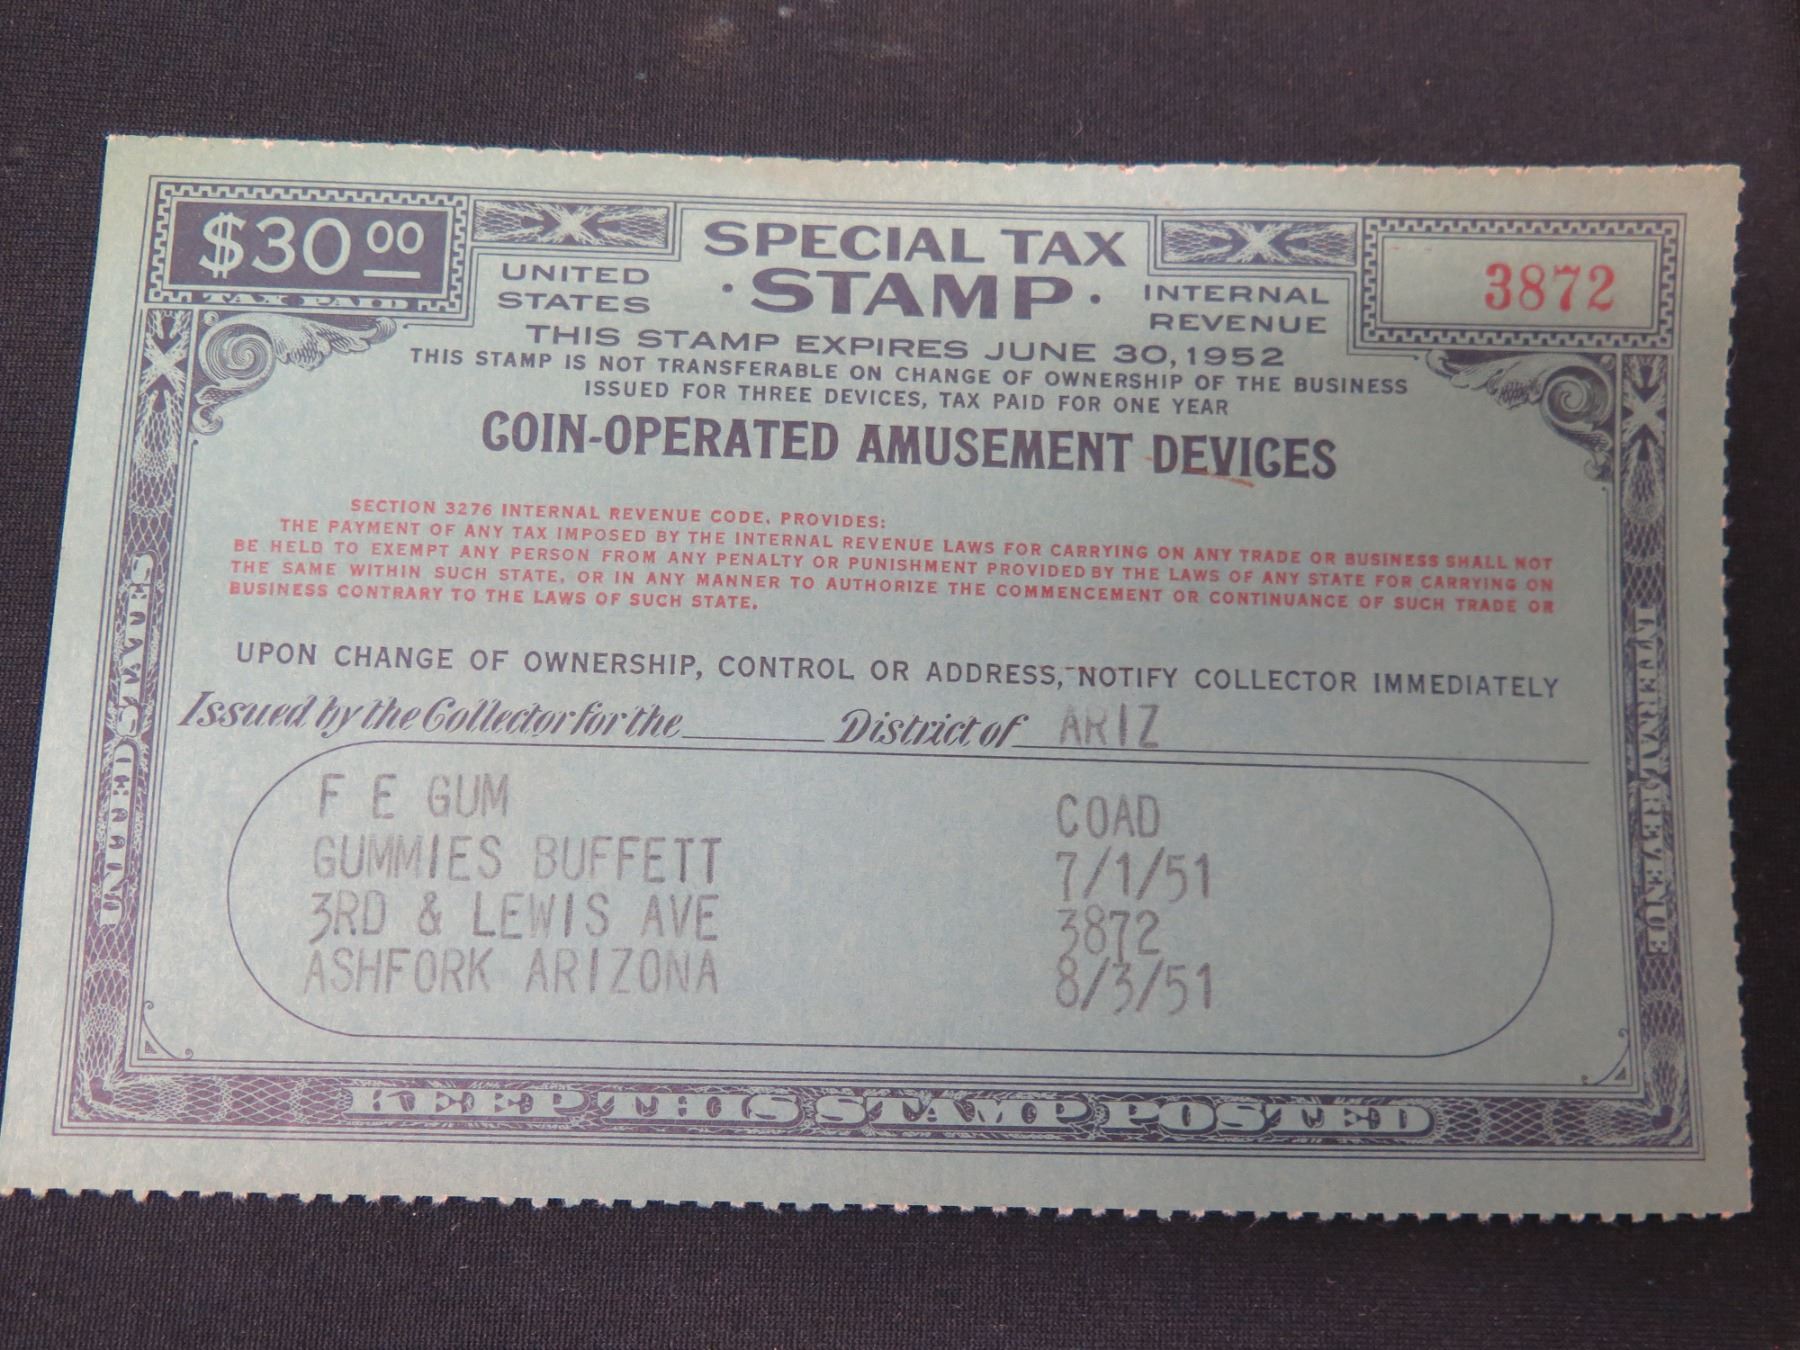 $30 00
TAX PAID
UNITED
STATES
SPECIAL TAX
·STAMP·
INTERNAL
REVENUE
3872
THIS STAMP EXPIRES JUNE 30, 1952
THIS STAMP IS NOT TRANSFERABLE ON CHANGE OF OWNERSHIP OF THE BUSINESS
ISSUED FOR THREE DEVICES, TAX PAID FOR ONE YEAR
COIN-OPERATED AMUSEMENT DEVICES
SECTION 3276 INTERNAL REVENUE CODE, PROVIDES:
THE PAYMENT OF ANY TAX IMPOSED BY THE INTERNAL REVENUE LAWS FOR CARRYING ON ANY TRADE OR BUSINESS SHALL NOT
BE HELD TO EXEMPT ANY PERSON FROM ANY PENALTY OR PUNISHMENT PROVIDED BY THE LAWS OF ANY STATE FOR CARRYING ON
THE SAME WITHIN SUCH STATE, OR IN ANY MANNER TO AUTHORIZE THE COMMENCEMENT OR CONTINUANCE OF SUCH TRADE OR
BUSINESS CONTRARY TO THE LAWS OF SUCH STATE.
UPON CHANGE OF OWNERSHIP, CONTROL OR ADDRESS, NOTIFY COLLECTOR IMMEDIATELY
Issued by the Collector for the District of ARIZ
F E GUM COAD
GUMMIES BUFFETT 7/1/51
3RD & LEWIS AVE 3872
ASHFORK ARIZONA 8/3/51
UNITED STATES
INTERNAL REVENUE
KEEP THIS STAMP POSTED